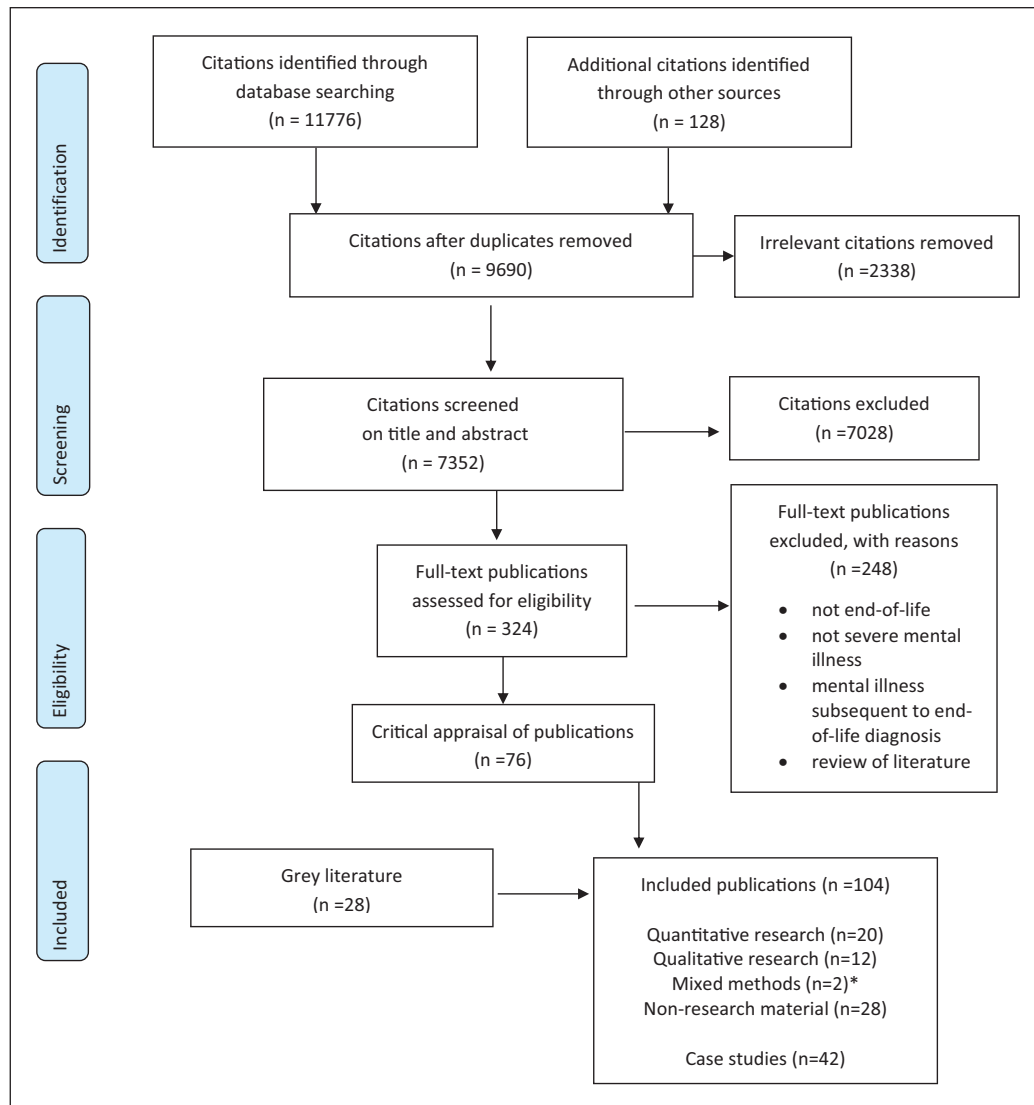 Identification
Citations identified through
database searching
(n = 11776)
Additional citations identified
through other sources
(n = 128)
Citations after duplicates removed
(n = 9690)
Irrelevant citations removed
(n =2338)
Screening
Citations screened
on title and abstract
(n = 7352)
Citations excluded
(n =7028)
Eligibility
Full-text publications
assessed for eligibility
(n = 324)
Full-text publications
excluded, with reasons
(n =248)
• not end-of-life
• not severe mental
illness
• mental illness
subsequent to end-
of-life diagnosis
• review of literature
Critical appraisal of publications
(n =76)
Included
Grey literature
(n =28)
Included publications (n =104)
Quantitative research (n=20)
Qualitative research (n=12)
Mixed methods (n=2)*
Non-research material (n=28)
Case studies (n=42)